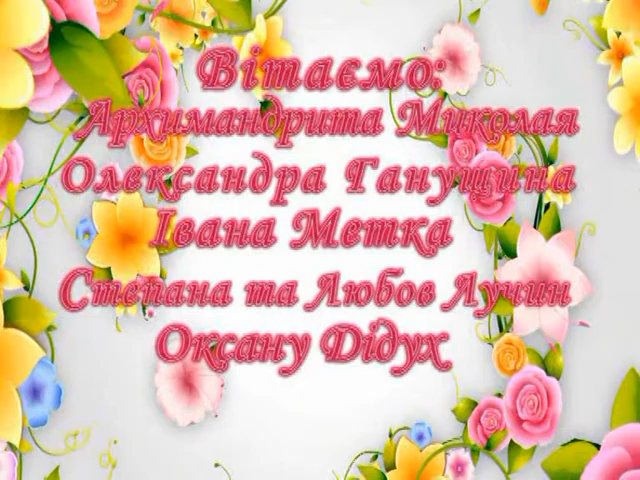 Вітаємо:
Архимандрита Миколая
Олександра Ганущина
Івана Метка
Степана та Любов Лучин
Оксану Дідух